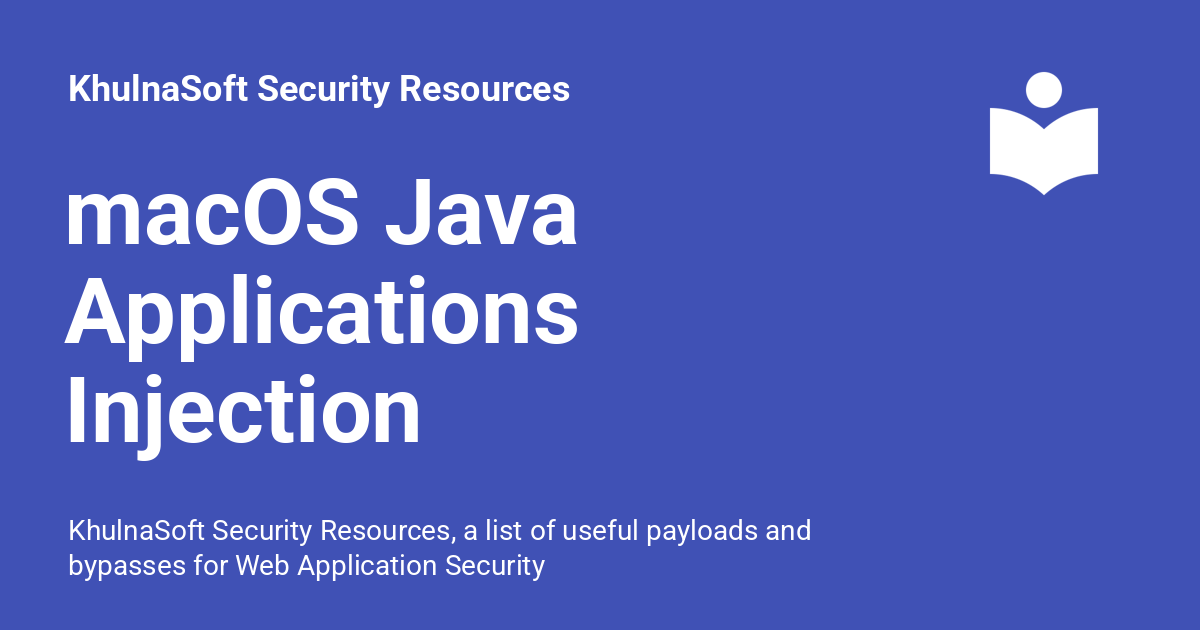 KhulnaSoft Security Resources
macOS Java
Applications
Injection
KhulnaSoft Security Resources, a list of useful payloads and
bypasses for Web Application Security